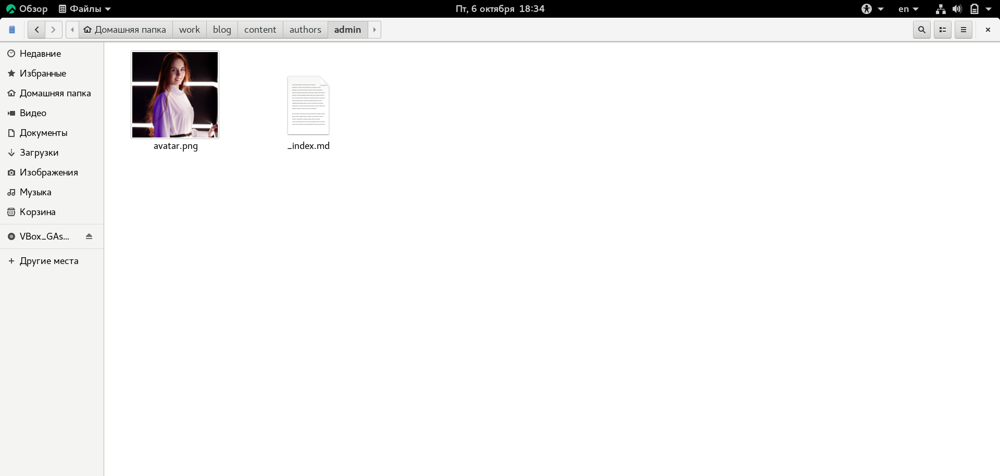 Обзор Файлы Пт, 6 октября 18:34 en
Домашняя папка work blog content authors admin
Недавние
Избранные
Домашняя папка
Видео
Документы
Загрузки
Изображения
Музыка
Корзина
VBox_GAs...
Другие места
avatar.png _index.md